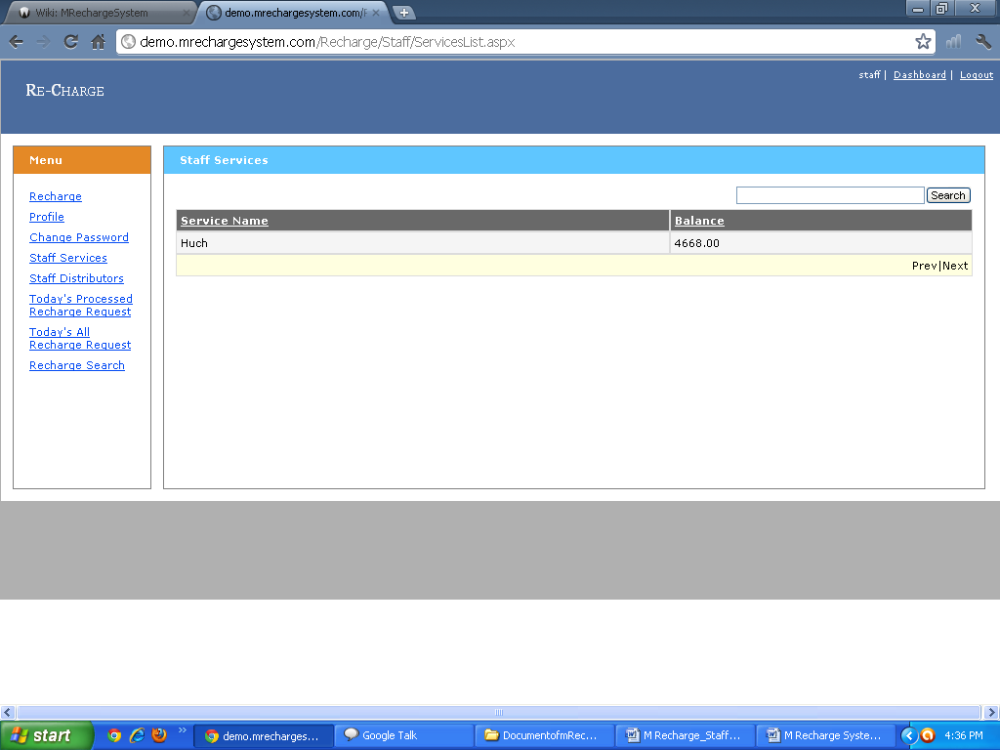 Wiki: MRechargeSystem
demo.mrechargesystem.com/F
demo.mrechargesystem.com/Recharge/Staff/ServicesList.aspx
staff | Dashboard | Logout
RE-CHARGE
Menu
Recharge
Profile
Change Password
Staff Services
Staff Distributors
Today's Processed
Recharge Request
Today's All
Recharge Request
Recharge Search
Staff Services
Search
Service Name Balance
Huch 4668.00
Prev|Next
start
demo.mrecharges...
Google Talk
DocumentofmRec...
M Recharge_Staff...
M Recharge Syste...
4:36 PM